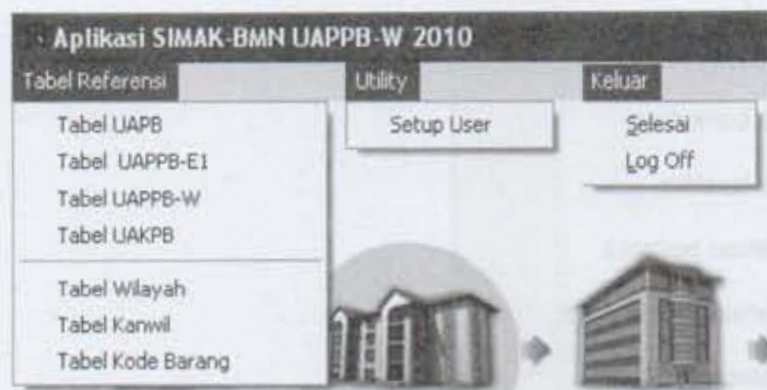 Aplikasi SIMAK-BMN UAPPB-W 2010
Tabel Referensi
Tabel UAPB
Tabel UAPPB-E1
Tabel UAPPB-W
Tabel UAKPB
Tabel Wilayah
Tabel Kanwil
Tabel Kode Barang
Utility
Setup User
Keluar
Selesai
Log Off